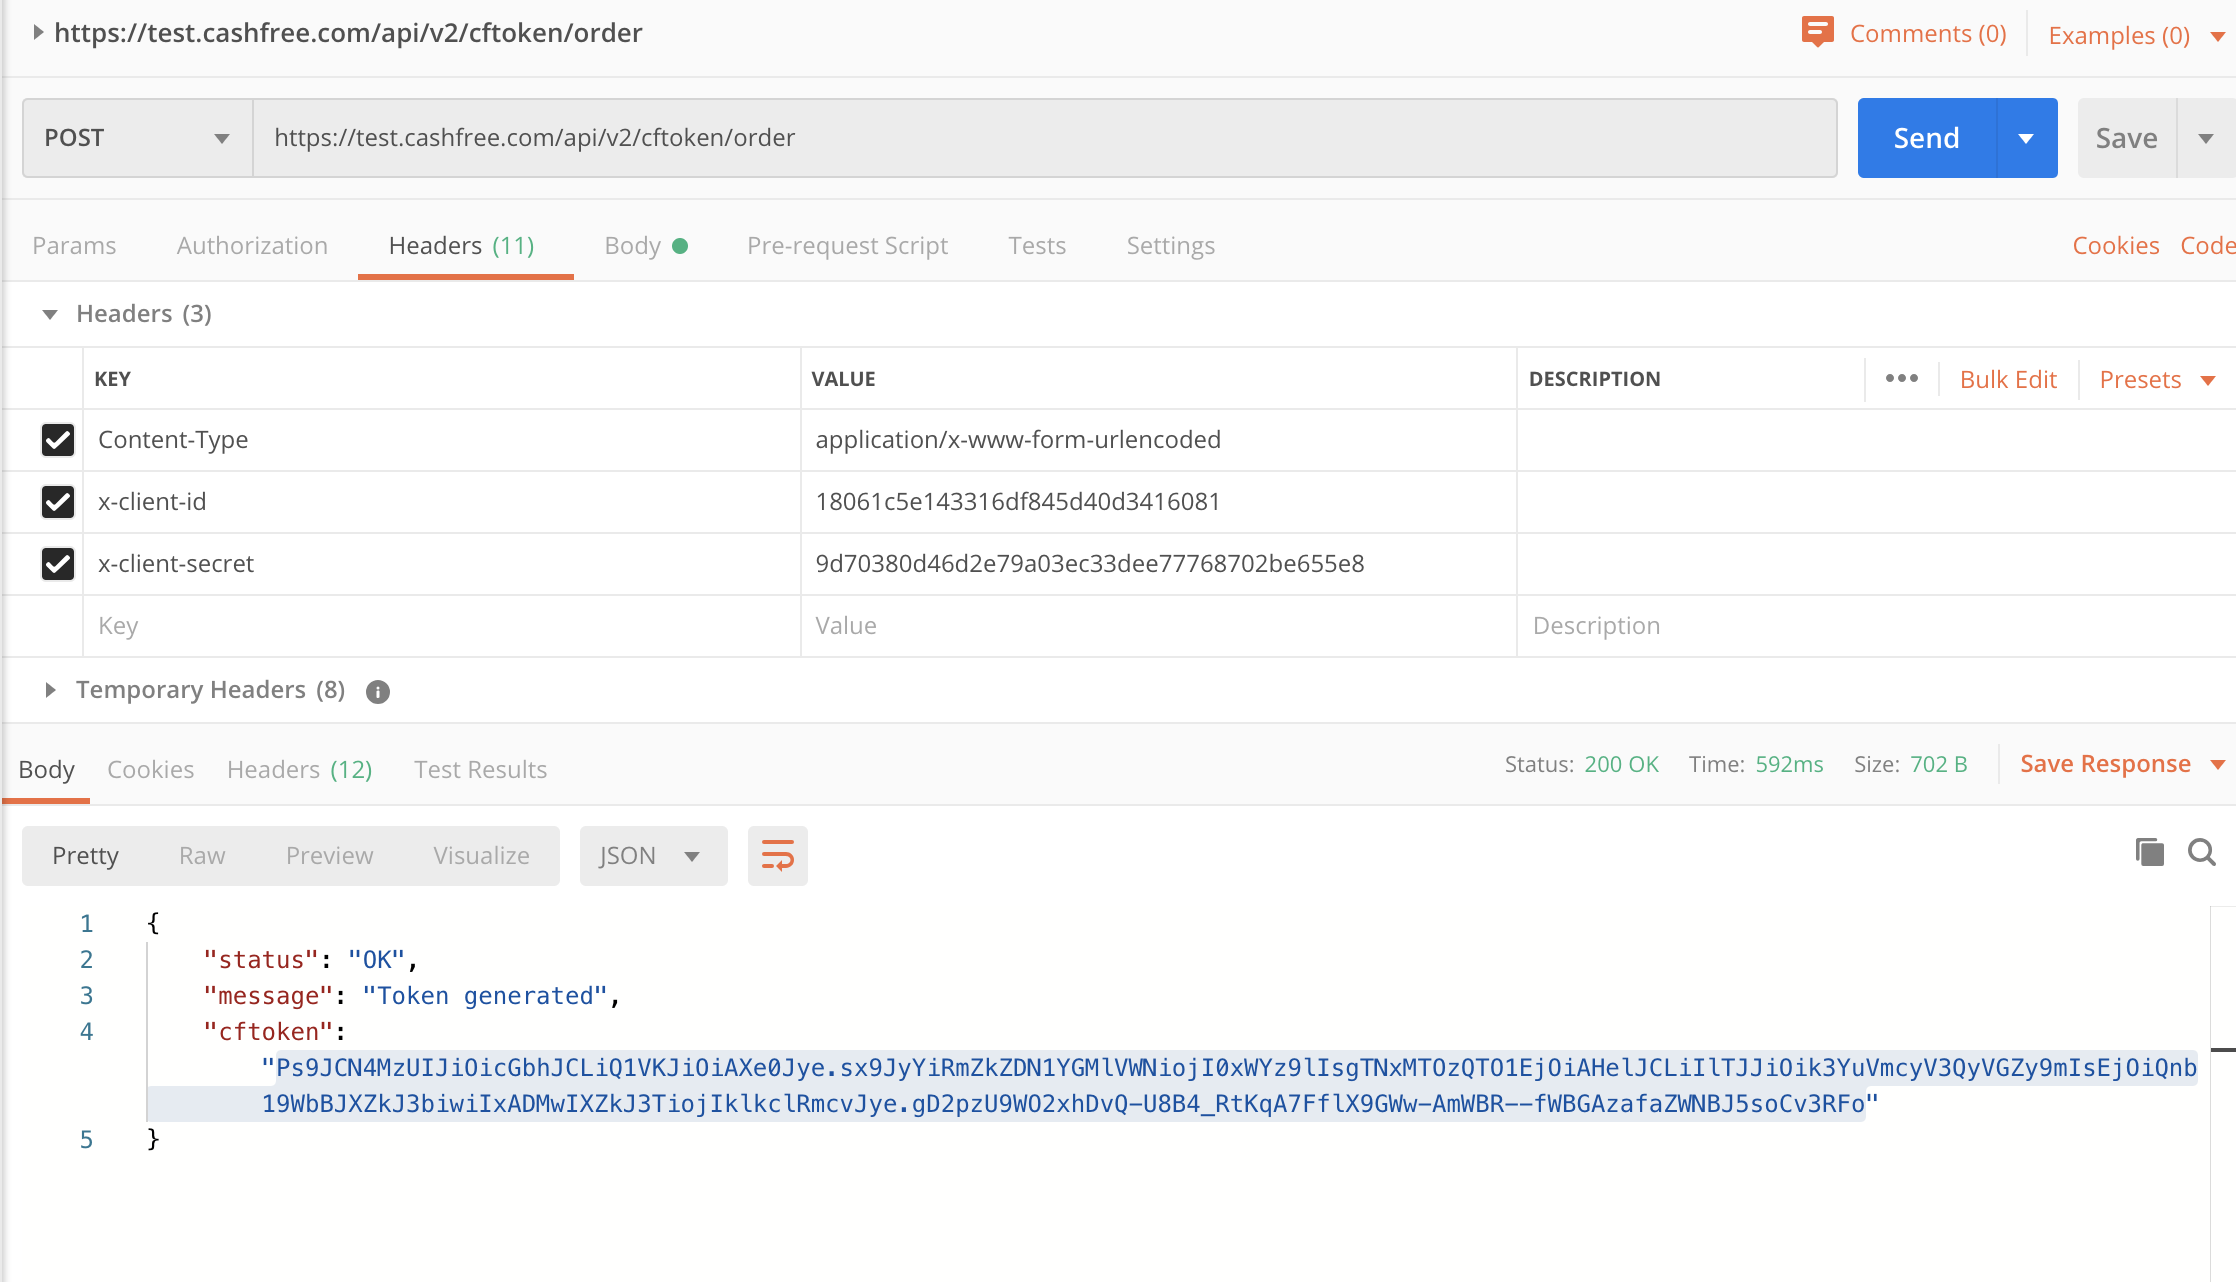 https://test.cashfree.com/api/v2/cftoken/order
Comments (0) Examples (0)
POST https://test.cashfree.com/api/v2/cftoken/order Send Save
Params Authorization Headers (11) Body Pre-request Script Tests Settings Cookies Code
Headers (3)
KEY VALUE DESCRIPTION ••• Bulk Edit Presets
Content-Type application/x-www-form-urlencoded
x-client-id 18061c5e143316df845d40d3416081
x-client-secret 9d70380d46d2e79a03ec33dee77768702be655e8
Key Value Description
Temporary Headers (8) i
Body Cookies Headers (12) Test Results Status: 200 OK Time: 592ms Size: 702 B Save Response
Pretty Raw Preview Visualize JSON
1 {
2 "status": "OK",
3 "message": "Token generated",
4 "cftoken":
"Ps9JCN4MzUIJiOicGbhJCLiQ1VKJiOiAXe0Jye.sx9JyYiRmZkZDN1YGMlVWNiojI0xWYz9lIsgTNxMTOzQTO1EjOiAHelJCLiIlTJJiOik3YuVmcyV3QyVGZy9mIsEjOiQnb
19WbBJXZkJ3biwiIxADMwIXZkJ3TiojIklkclRmcvJye.gD2pzU9WO2xhDvQ-U8B4_RtKqA7FflX9GWw-AmWBR--fWBGAzafaZWNBJ5soCv3RFo"
5 }